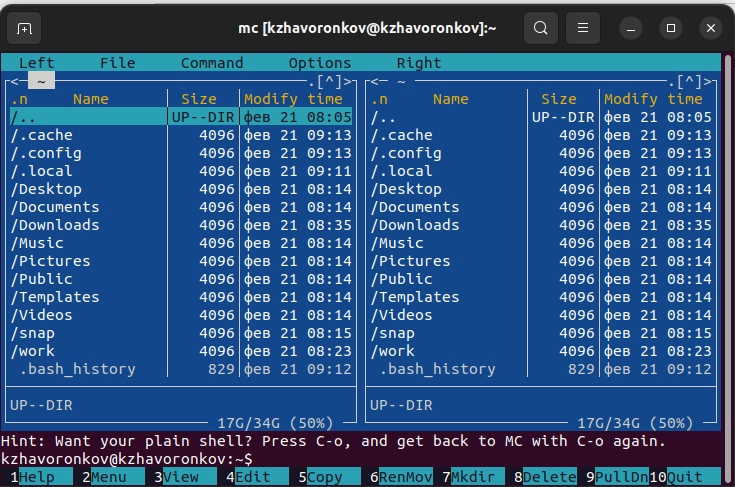 mc [kzhavoronkov@kzhavoronkov]:~
Left File Command Options Right
<- ~ .[^]> <- ~ .[^]>
.n Name Size Modify time .n Name Size Modify time
/.. UP--DIR фев 21 08:05 /.. UP--DIR фев 21 08:05
/.cache 4096 фев 21 09:13 /.cache 4096 фев 21 09:13
/.config 4096 фев 21 09:13 /.config 4096 фев 21 09:13
/.local 4096 фев 21 09:11 /.local 4096 фев 21 09:11
/Desktop 4096 фев 21 08:14 /Desktop 4096 фев 21 08:14
/Documents 4096 фев 21 08:14 /Documents 4096 фев 21 08:14
/Downloads 4096 фев 21 08:35 /Downloads 4096 фев 21 08:35
/Music 4096 фев 21 08:14 /Music 4096 фев 21 08:14
/Pictures 4096 фев 21 08:14 /Pictures 4096 фев 21 08:14
/Public 4096 фев 21 08:14 /Public 4096 фев 21 08:14
/Templates 4096 фев 21 08:14 /Templates 4096 фев 21 08:14
/Videos 4096 фев 21 08:14 /Videos 4096 фев 21 08:14
/snap 4096 фев 21 08:15 /snap 4096 фев 21 08:15
/work 4096 фев 21 08:23 /work 4096 фев 21 08:23
.bash_history 829 фев 21 09:12 .bash_history 829 фев 21 09:12
UP--DIR UP--DIR
17G/34G (50%) 17G/34G (50%)
Hint: Want your plain shell? Press C-o, and get back to MC with C-o again.
kzhavoronkov@kzhavoronkov:~$
1Help 2Menu 3View 4Edit 5Copy 6RenMov 7Mkdir 8Delete 9PullDn 10Quit